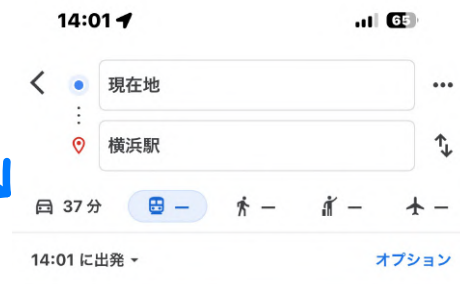 14:01 65
現在地
横浜駅
37 分 — — — —
14:01 に出発 オプション